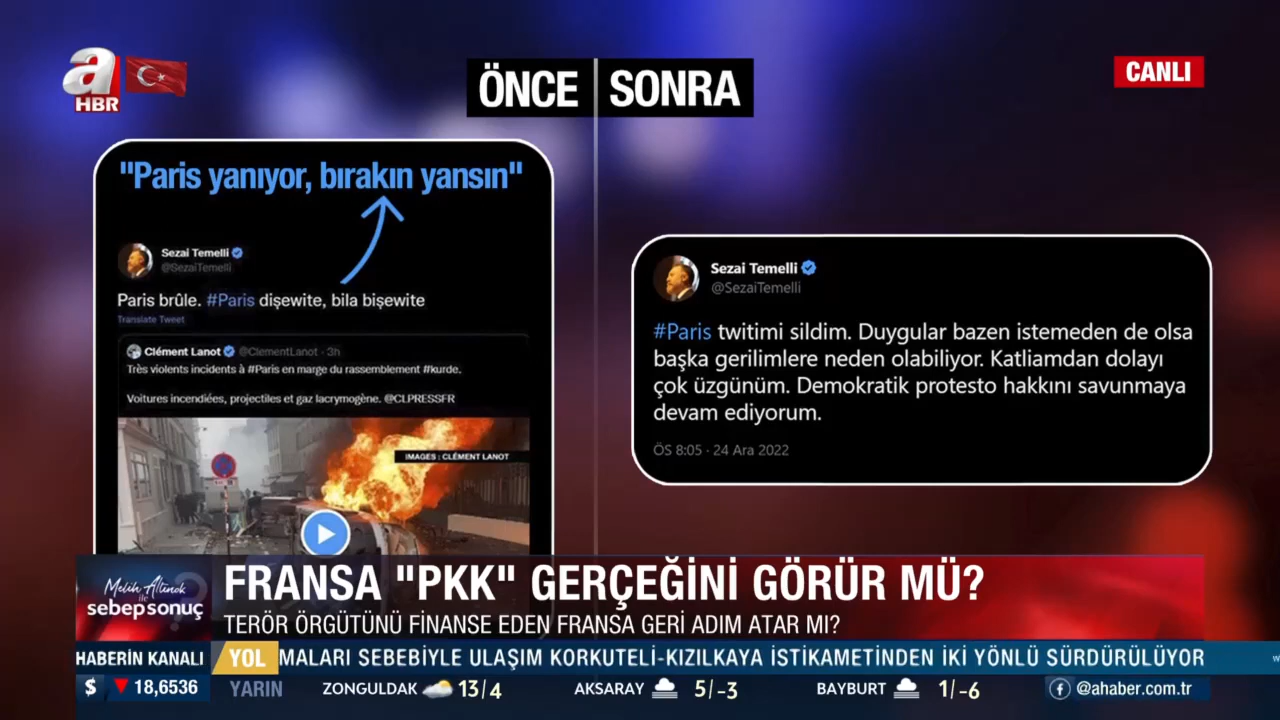 a
HBR
ÖNCE
SONRA
CANLI
"Paris yanıyor, bırakın yansın"
Sezai Temelli
@SezaiTemelli
Paris brûle. #Paris dişewite, bila bişewite
Translate Tweet
Clément Lanot @ClementLanot · 3h
Très violents incidents à #Paris en marge du rassemblement #kurde.
Voitures incendiées, projectiles et gaz lacrymogène. @CLPRESSFR
IMAGES : CLÉMENT LANOT
Sezai Temelli
@SezaiTemelli
#Paris twitimi sildim. Duygular bazen istemeden de olsa
başka gerilimlere neden olabiliyor. Katliamdan dolayı
çok üzgünüm. Demokratik protesto hakkını savunmaya
devam ediyorum.
ÖS 8:05 · 24 Ara 2022
Melih Altınok
ile
sebep sonuç
FRANSA "PKK" GERÇEĞİNİ GÖRÜR MÜ?
TERÖR ÖRGÜTÜNÜ FİNANSE EDEN FRANSA GERİ ADIM ATAR MI?
HABERİN KANALI
YOL
MALARI SEBEBİYLE ULAŞIM KORKUTELİ-KIZILKAYA İSTİKAMETİNDEN İKİ YÖNLÜ SÜRDÜRÜLÜYOR
$ 18,6536
YARIN
ZONGULDAK 13/4
AKSARAY 5/-3
BAYBURT 1/-6
@ahaber.com.tr